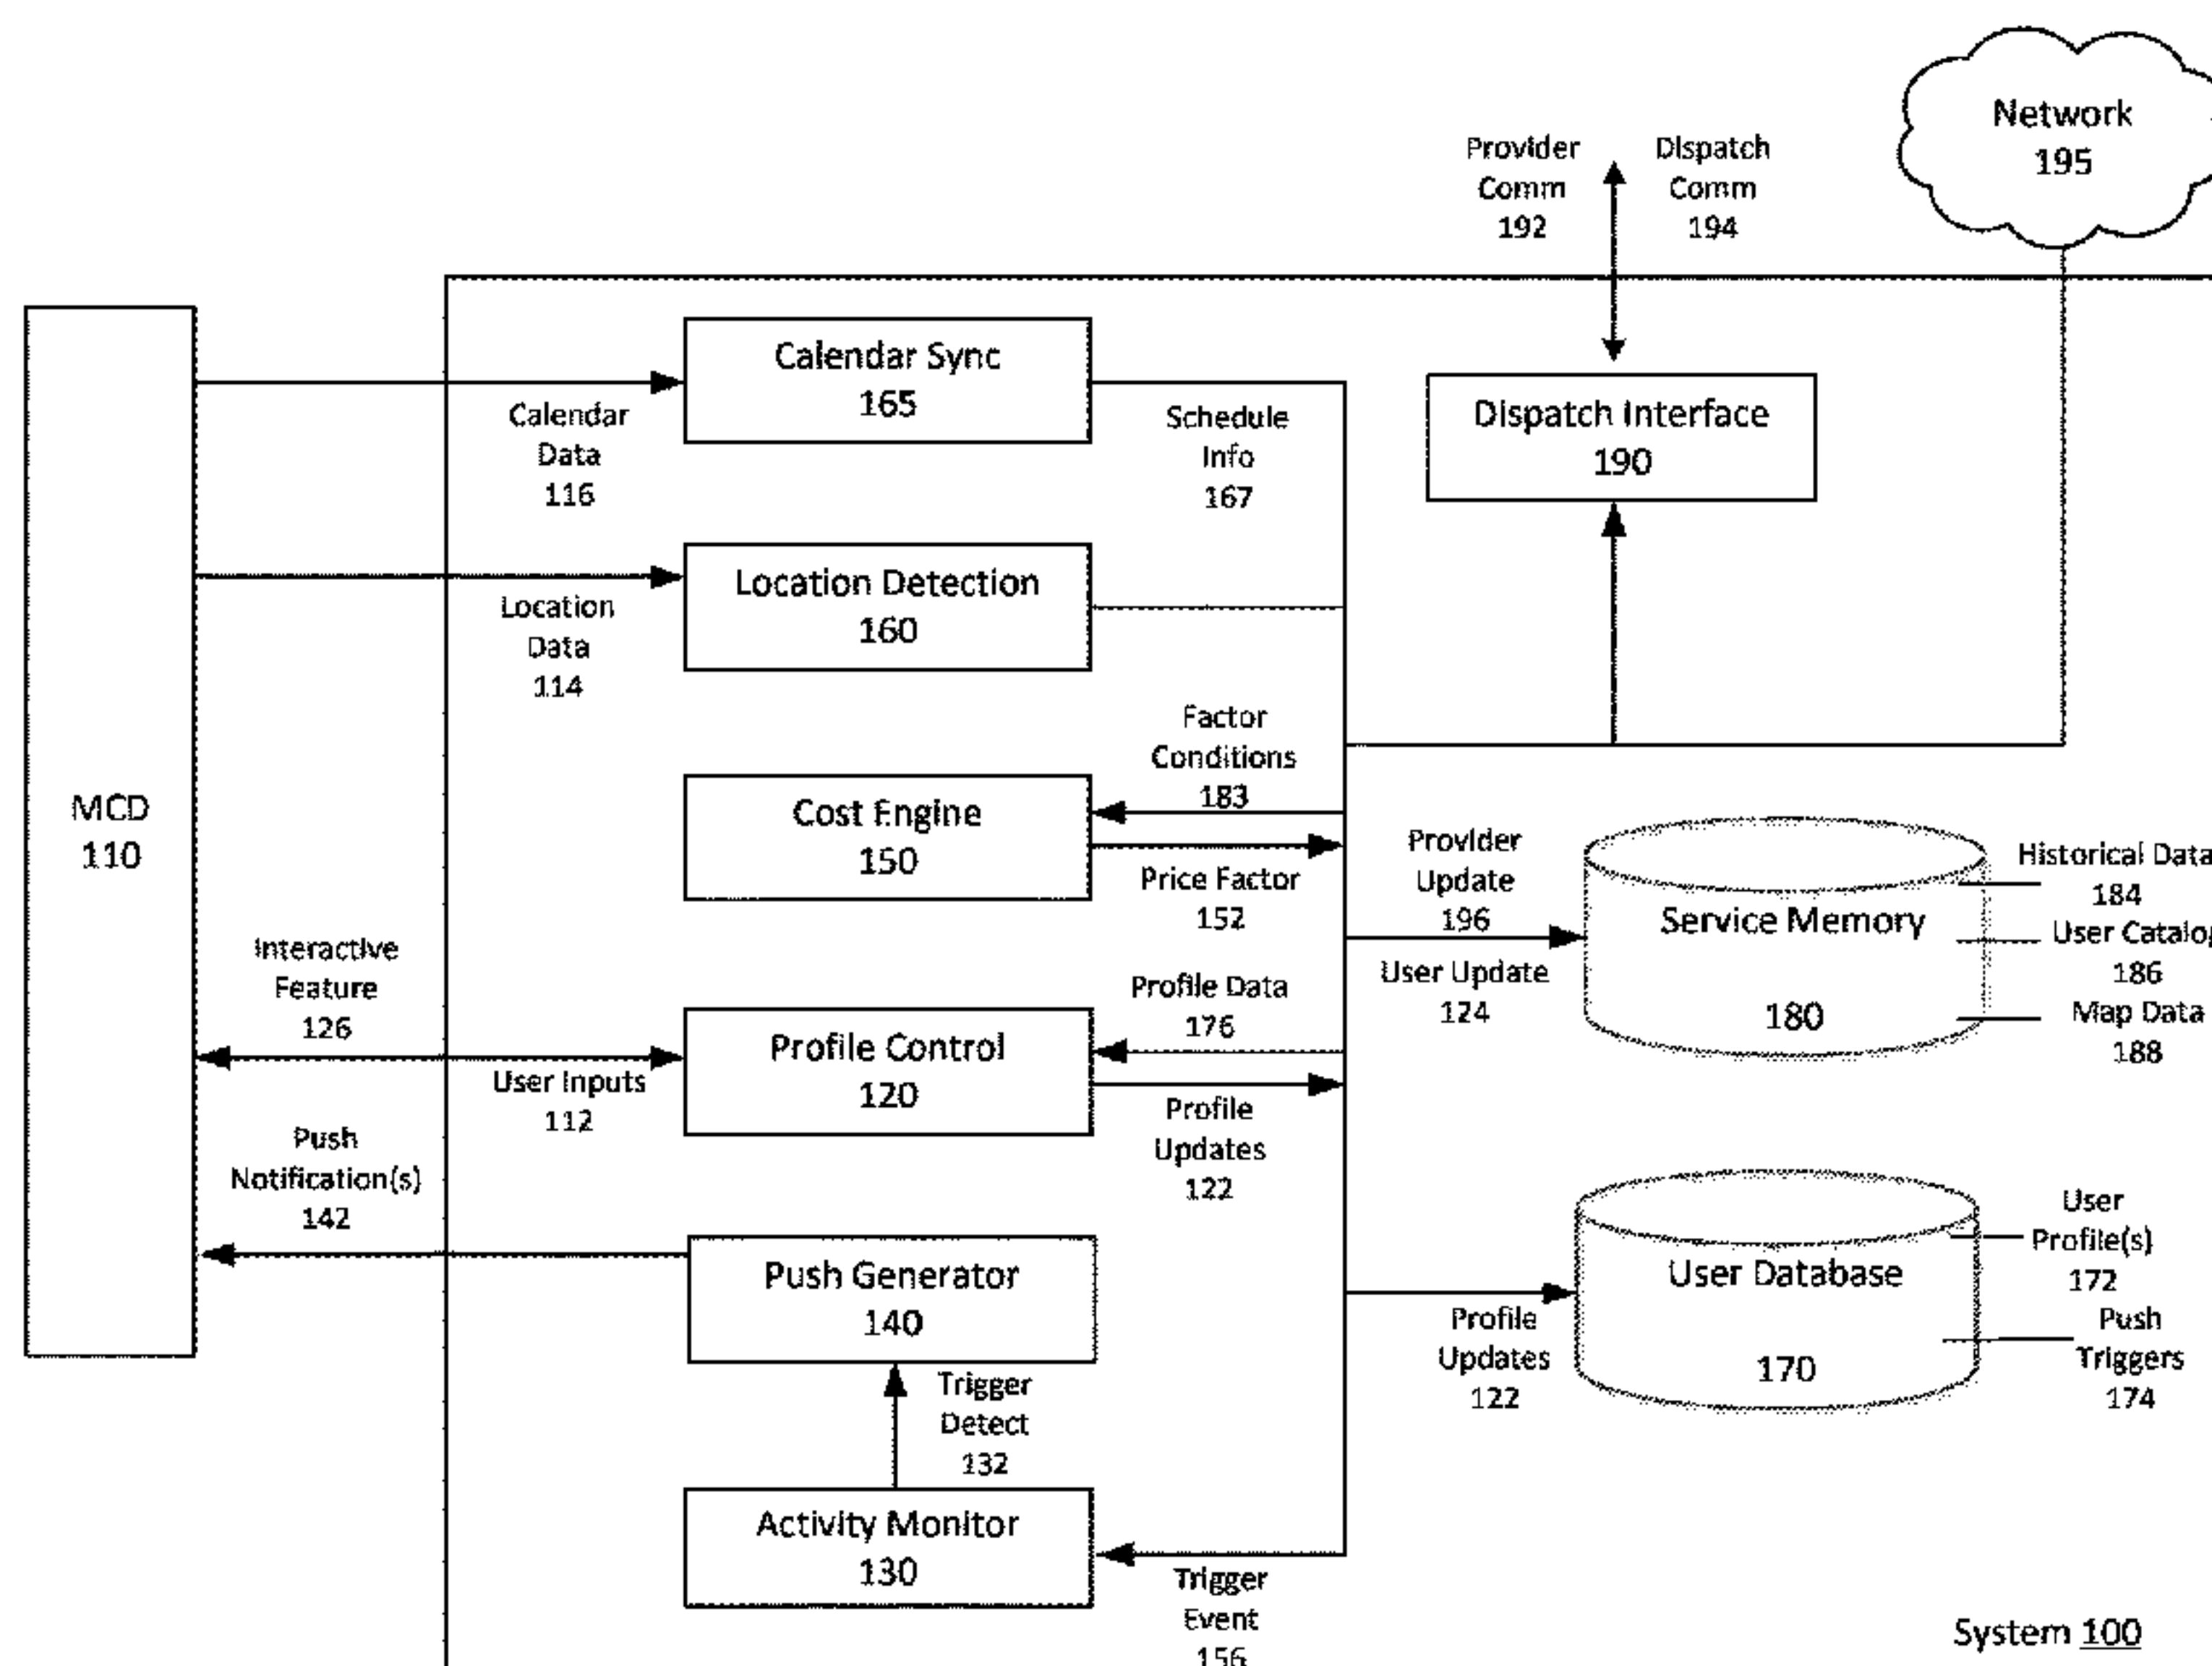 Network
195
Provider
Comm
192
Dispatch
Comm
194
Calendar Sync
165
Calendar
Data
116
Schedule
Info
167
Dispatch Interface
190
Location Detection
160
Location
Data
114
Factor
Conditions
183
MCD
110
Cost Engine
150
Price Factor
152
Provider
Update
196
User Update
124
Service Memory
180
Historical Data
184
User Catalog
186
Map Data
188
Interactive
Feature
126
User Inputs
112
Profile Control
120
Profile Data
176
Profile
Updates
122
Push
Notification(s)
142
Push Generator
140
User Database
170
User
Profile(s)
172
Push
Triggers
174
Profile
Updates
122
Trigger
Detect
132
Activity Monitor
130
Trigger
Event
156
System 100